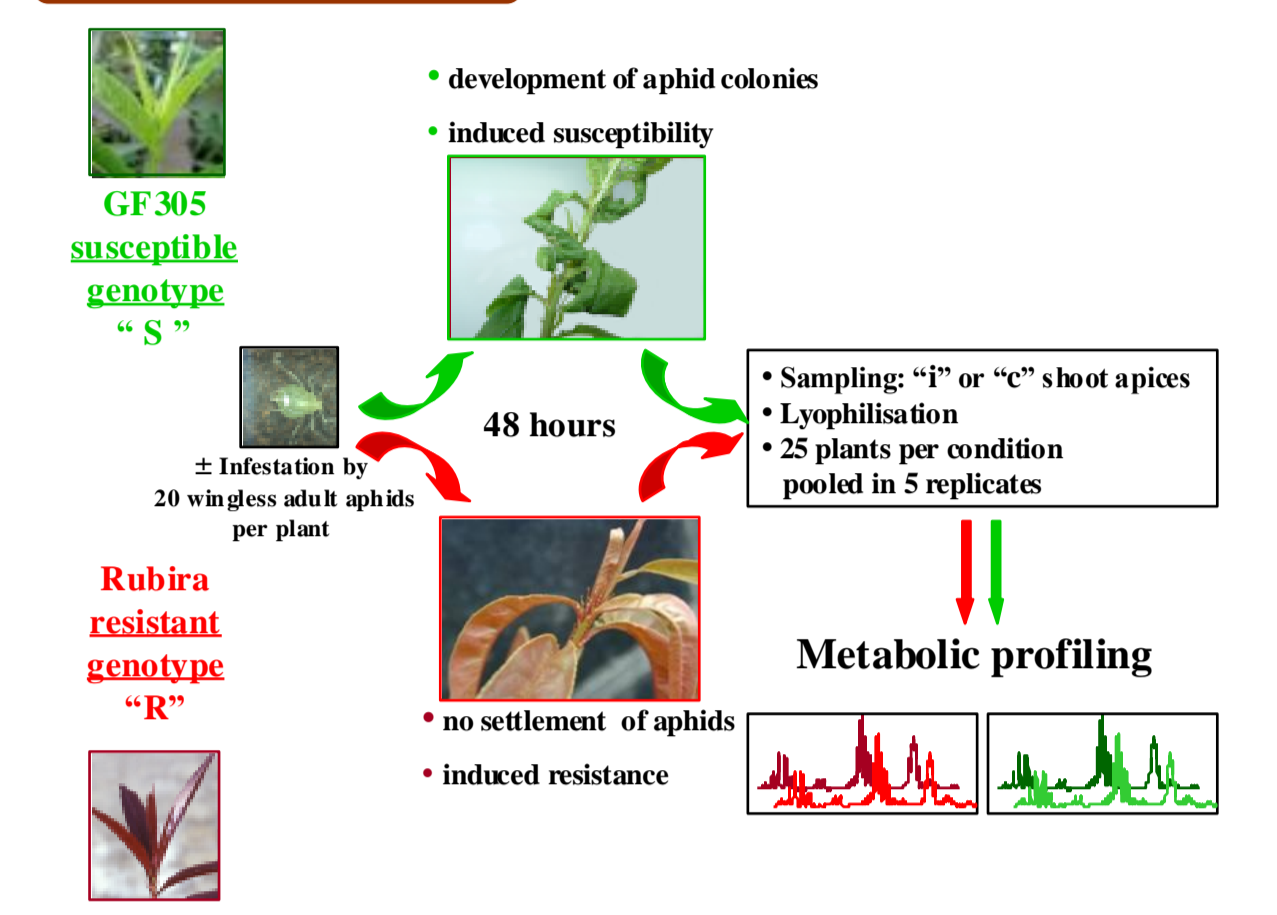 • development of aphid colonies
• induced susceptibility
GF305
susceptible
genotype
“ S ”
± Infestation by
20 wingless adult aphids
per plant
48 hours
• Sampling: “i” or “c” shoot apices
• Lyophilisation
• 25 plants per condition
pooled in 5 replicates
Rubira
resistant
genotype
“R”
• no settlement of aphids
• induced resistance
Metabolic profiling